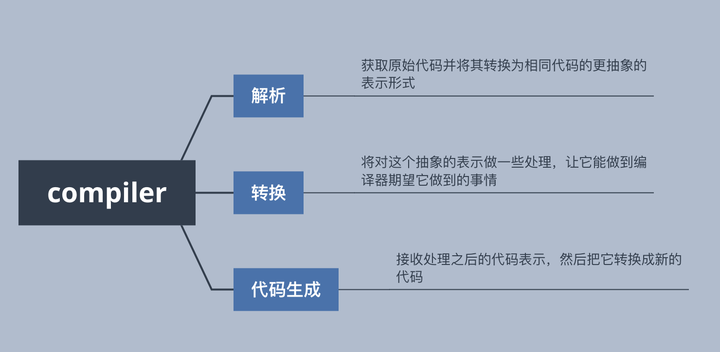 compiler
解析
获取原始代码并将其转换为相同代码的更抽象的
表示形式
转换
将对这个抽象的表示做一些处理，让它能做到编
译器期望它做到的事情
代码生成
接收处理之后的代码表示，然后把它转换成新的
代码